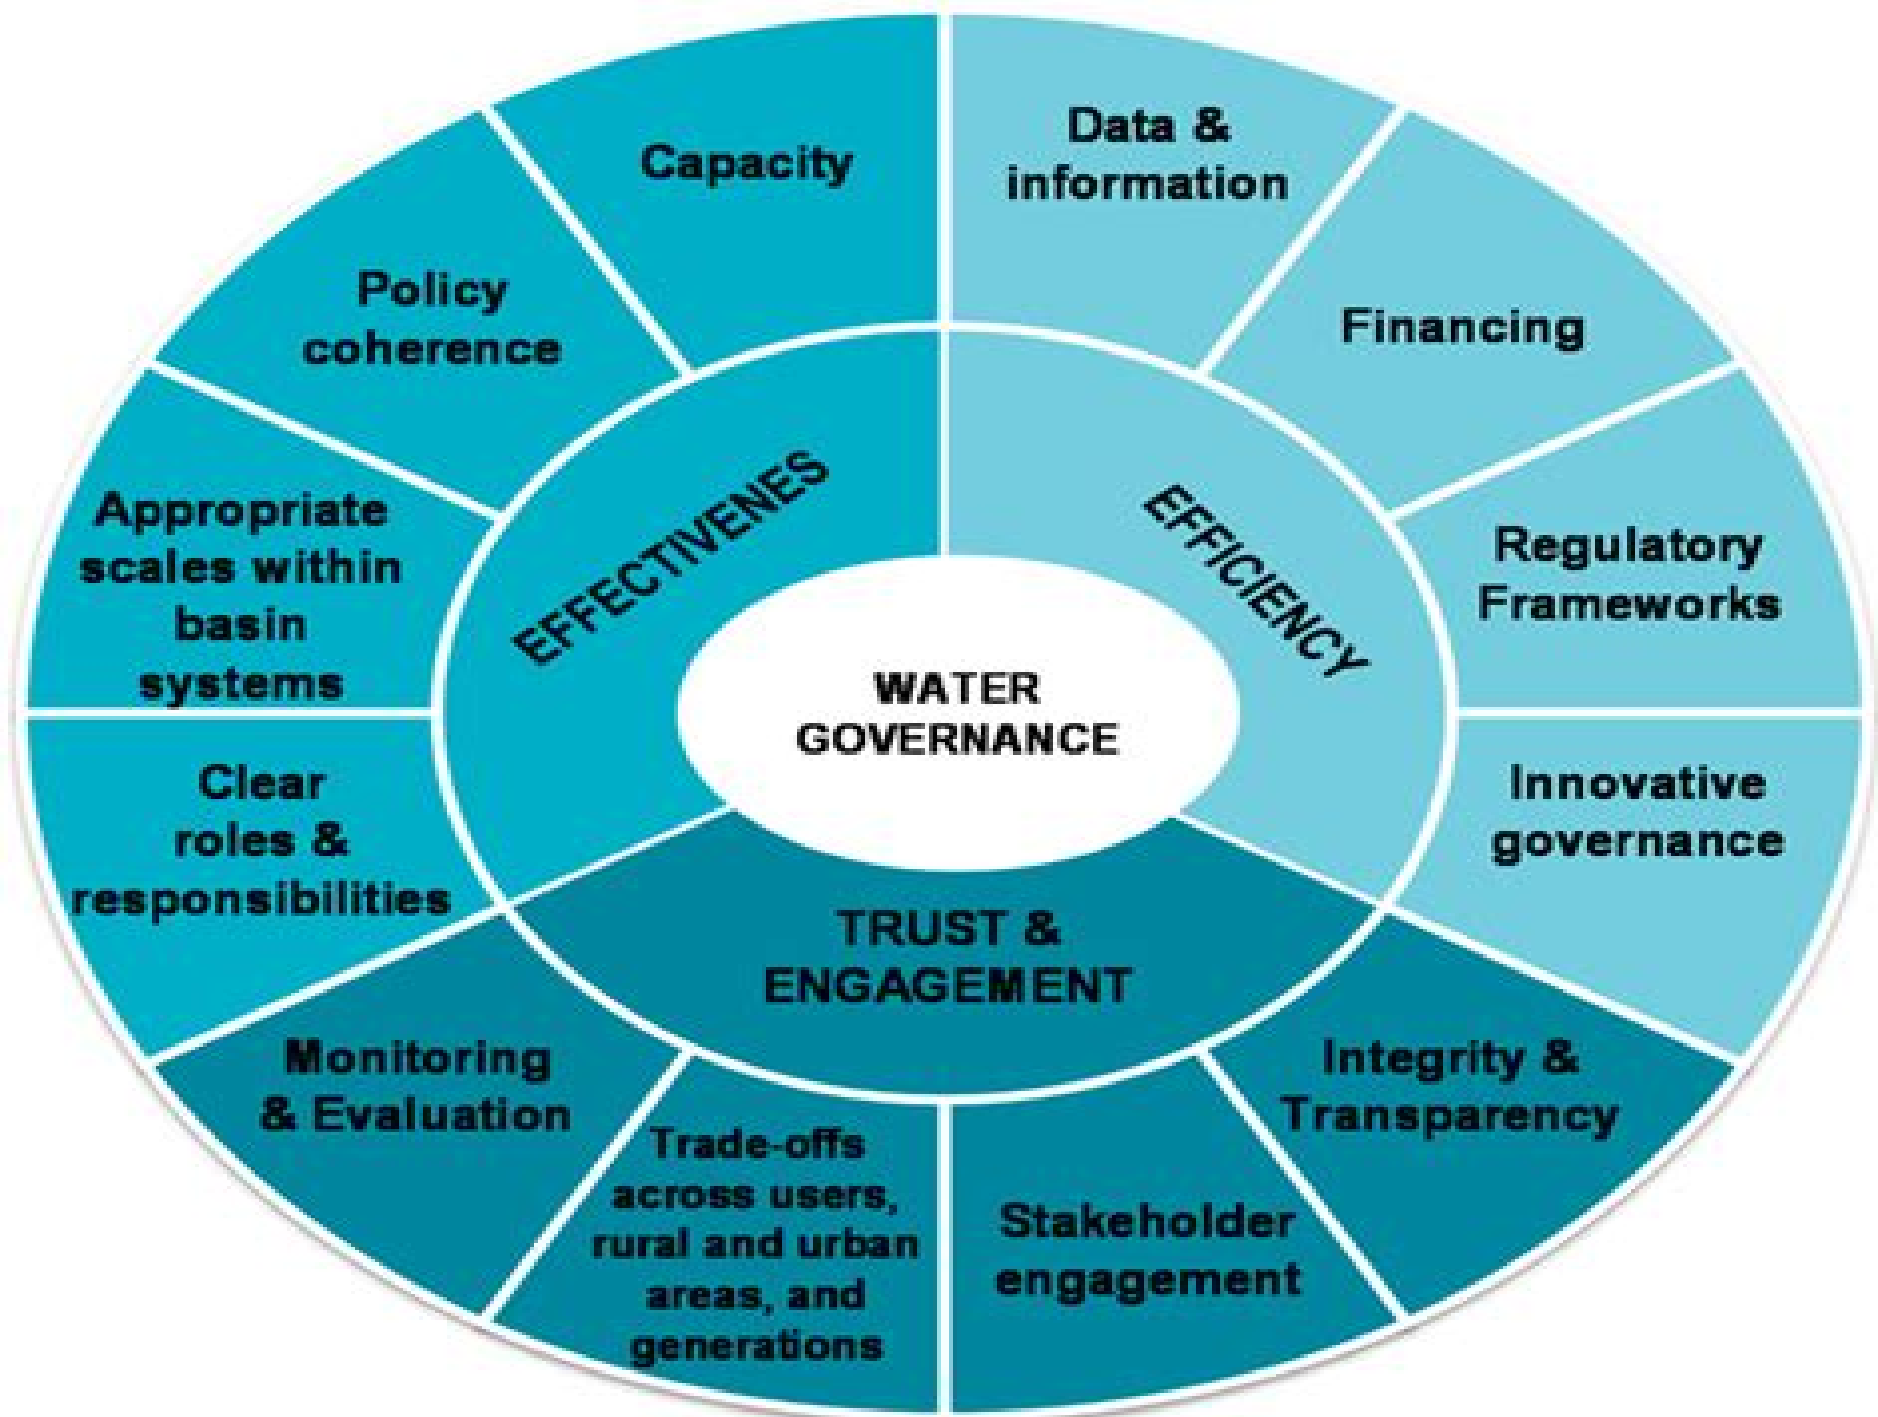 Capacity
Data &
information
Policy
coherence
Financing
Appropriate
scales within
basin
systems
EFFECTIVENES
EFFICIENCY
Regulatory
Frameworks
WATER
GOVERNANCE
Clear
roles &
responsibilities
Innovative
governance
TRUST &
ENGAGEMENT
Monitoring
& Evaluation
Trade-offs
across users,
rural and urban
areas, and
generations
Stakeholder
engagement
Integrity &
Transparency